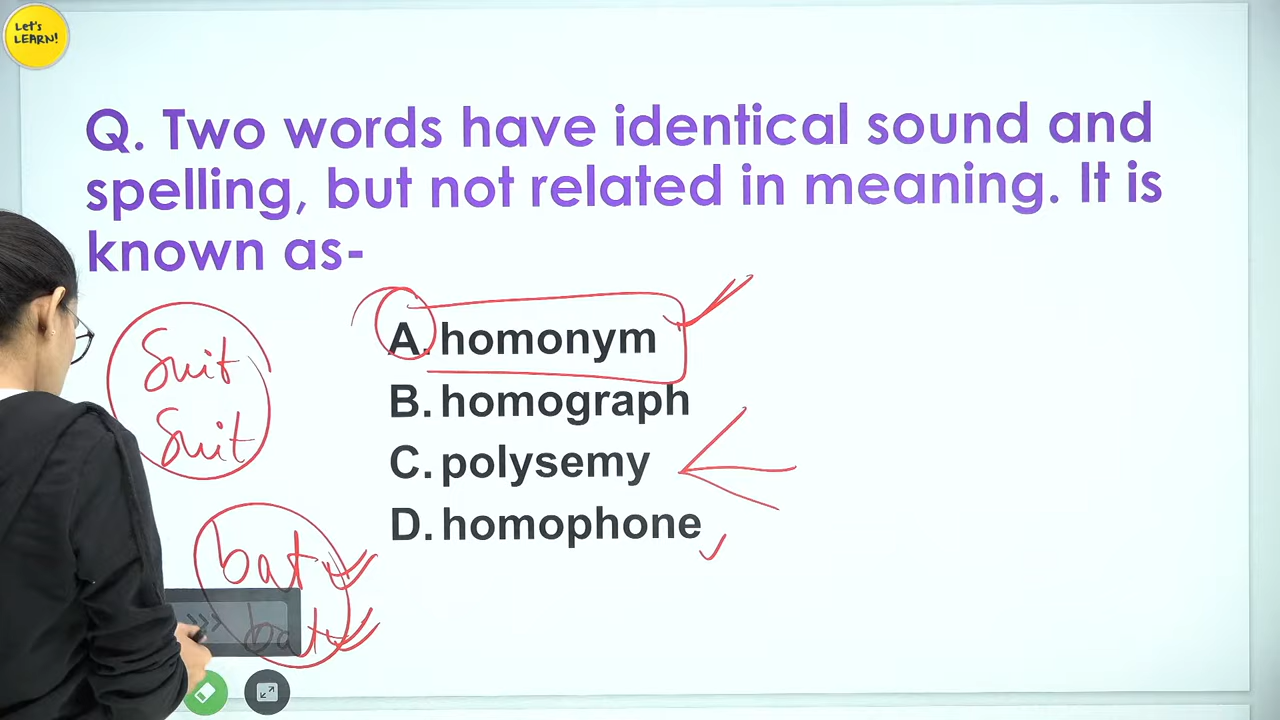 Let's
LEARN!
Q. Two words have identical sound and
spelling, but not related in meaning. It is
known as-
A. homonym
B. homograph
C. polysemy
D. homophone
Suit
Suit
bat
bat